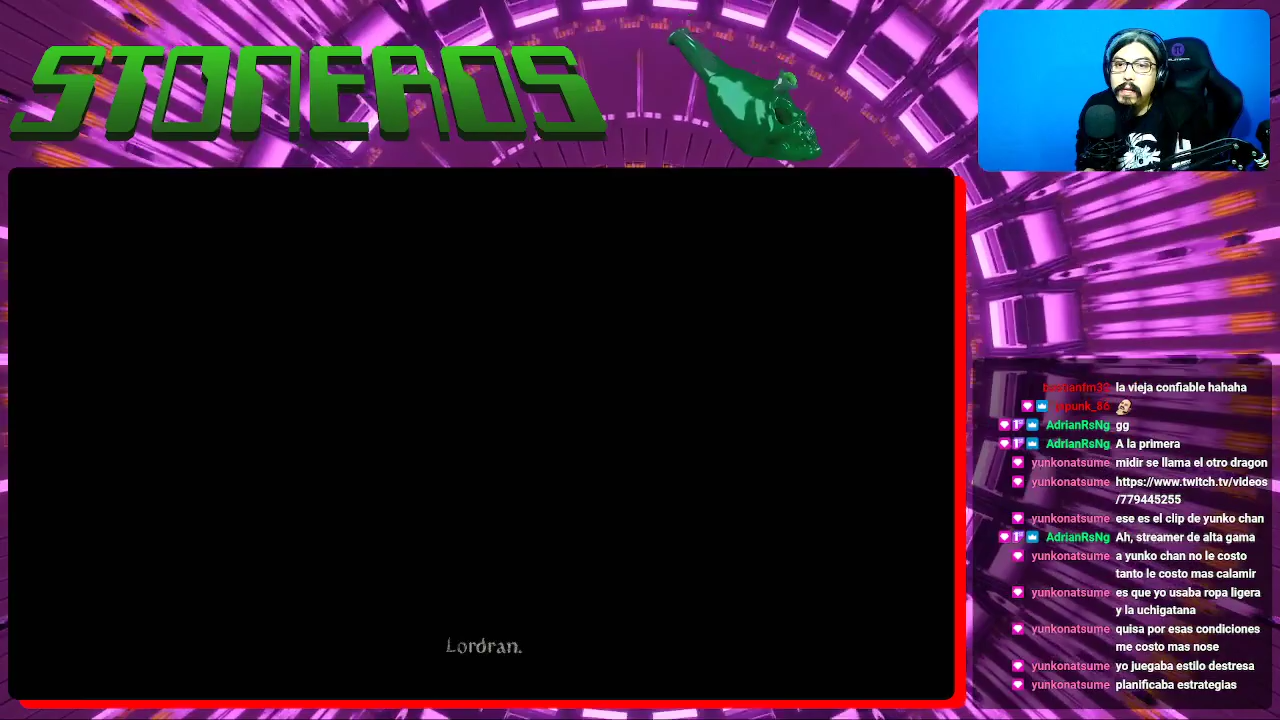 STONEROS
Lordran.
la vieja confiable hahaha
AdrianRsNg gg
AdrianRsNg A la primera
yunkonatsume midir se llama el otro dragon
yunkonatsume https://www.twitch.tv/videos
/779445255
yunkonatsume ese es el clip de yunko chan
AdrianRsNg Ah, streamer de alta gama
yunkonatsume a yunko chan no le costo
tanto le costo mas calamir
yunkonatsume es que yo usaba ropa ligera
y la uchigatana
yunkonatsume quisa por esas condiciones
me costo mas nose
yunkonatsume yo juegaba estilo destresa
yunkonatsume planificaba estrategias